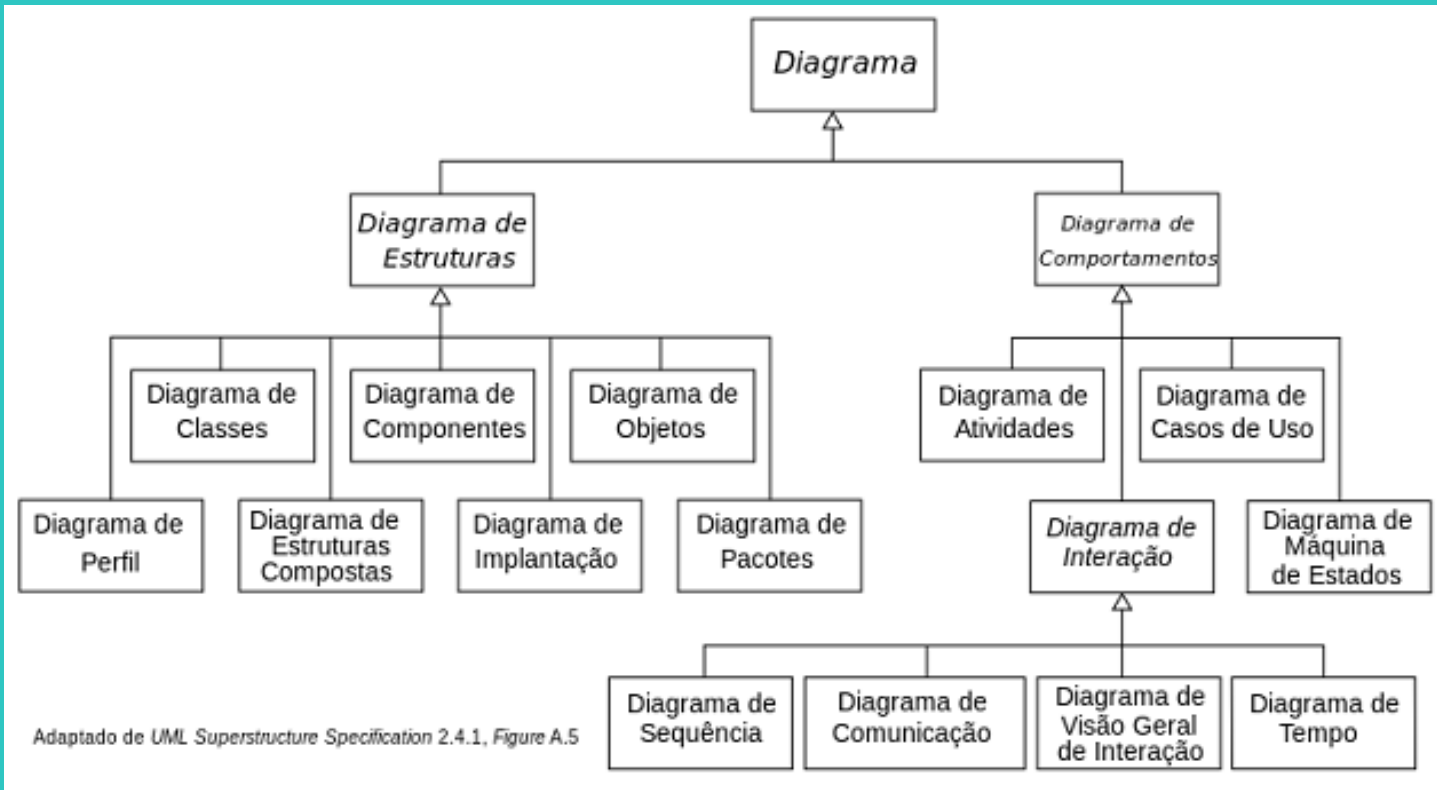 Diagrama
Diagrama de
Estruturas
Diagrama de
Comportamentos
Diagrama de
Classes
Diagrama de
Componentes
Diagrama de
Objetos
Diagrama de
Atividades
Diagrama de
Casos de Uso
Diagrama de
Perfil
Diagrama de
Estruturas
Compostas
Diagrama de
Implantação
Diagrama de
Pacotes
Diagrama de
Interação
Diagrama de
Máquina
de Estados
Diagrama de
Sequência
Diagrama de
Comunicação
Diagrama de
Visão Geral
de Interação
Diagrama de
Tempo
Adaptado de UML Superstructure Specification 2.4.1, Figure A.5